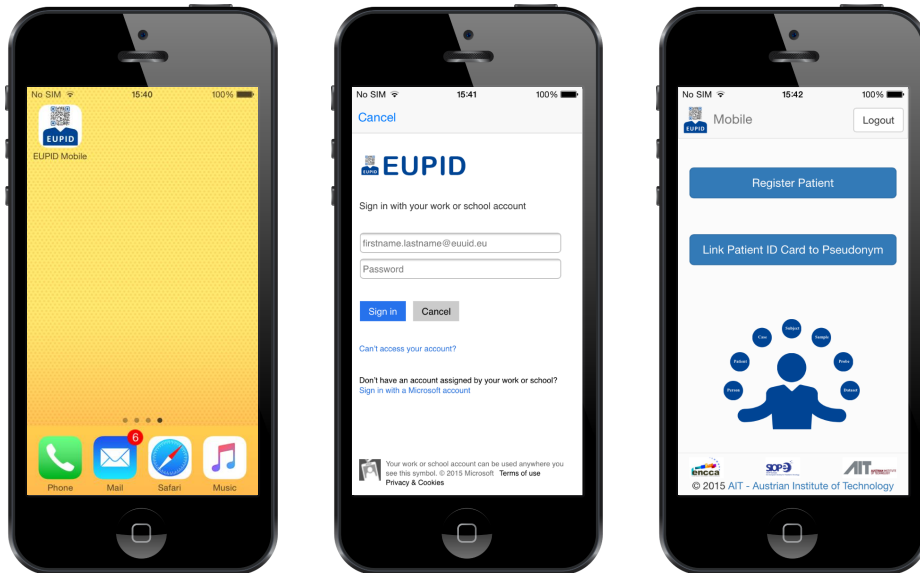 No SIM 15:40 100%
EUPID
EUPID Mobile
6
Phone Mail Safari Music
No SIM 15:41 100%
Cancel
EUPID EUPID
Sign in with your work or school account
firstname.lastname@euuid.eu
Password
Sign in Cancel
Can't access your account?
Don't have an account assigned by your work or school?
Sign in with a Microsoft account
Your work or school account can be used anywhere you
see this symbol. © 2015 Microsoft Terms of use
Privacy & Cookies
No SIM 15:42 100%
EUPID Mobile Logout
Register Patient
Link Patient ID Card to Pseudonym
Subject
Case Sample
Patient Probe
Person Dataset
encca SIOPE AIT
© 2015 AIT - Austrian Institute of Technology